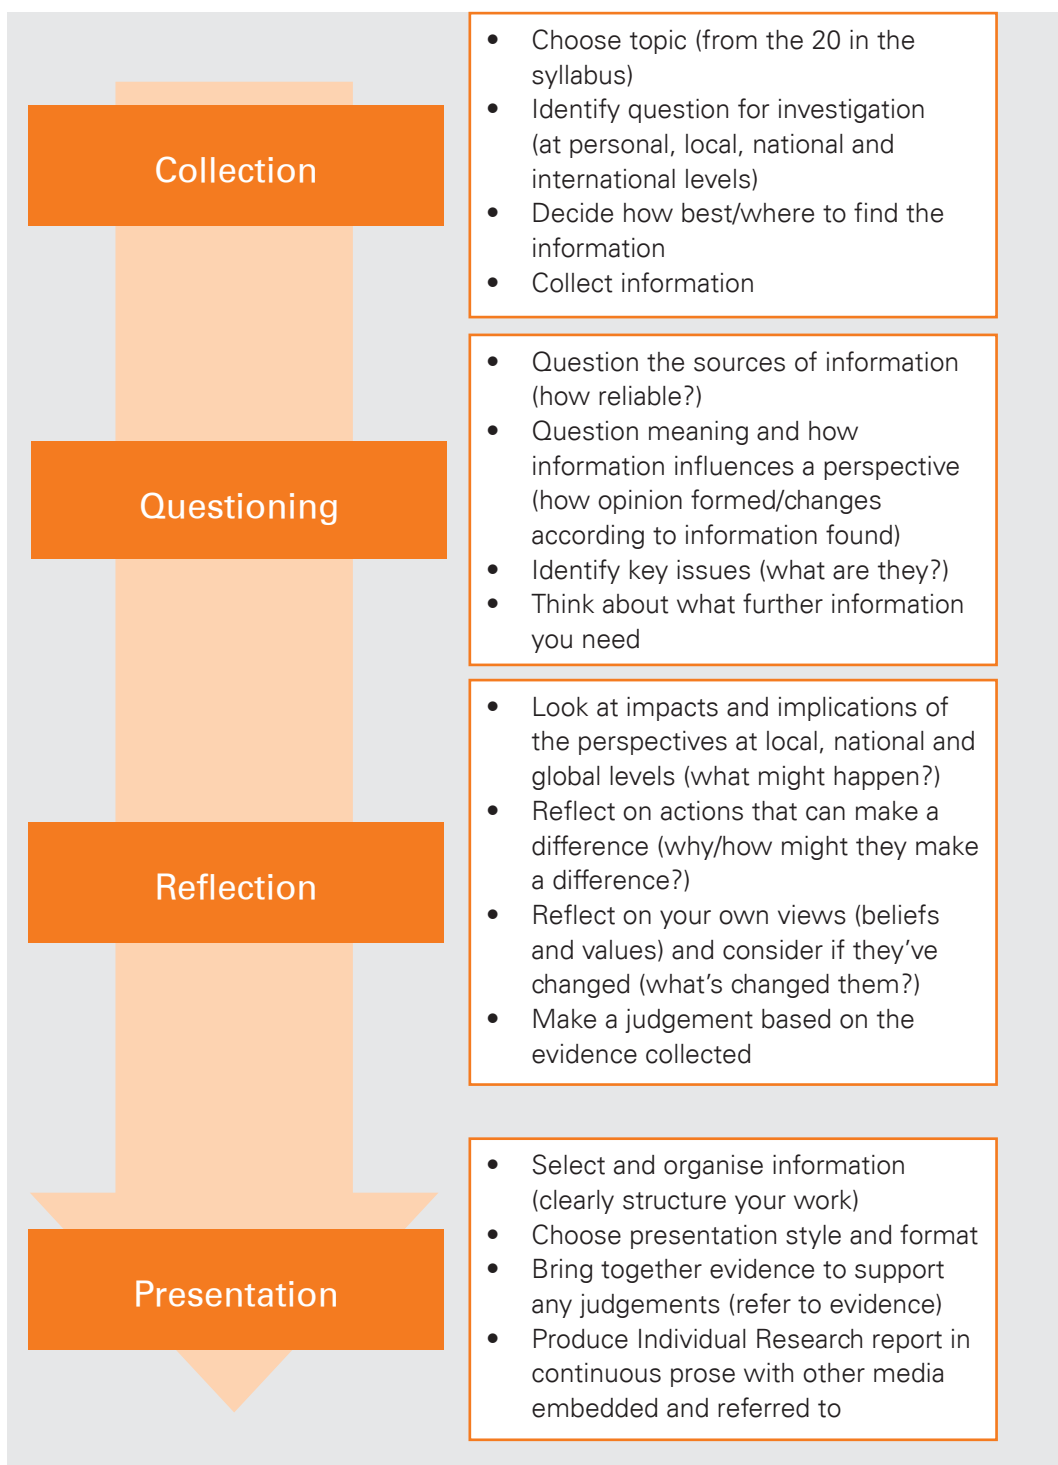 Collection
• Choose topic (from the 20 in the
syllabus)
• Identify question for investigation
(at personal, local, national and
international levels)
• Decide how best/where to find the
information
• Collect information
Questioning
• Question the sources of information
(how reliable?)
• Question meaning and how
information influences a perspective
(how opinion formed/changes
according to information found)
• Identify key issues (what are they?)
• Think about what further information
you need
Reflection
• Look at impacts and implications of
the perspectives at local, national and
global levels (what might happen?)
• Reflect on actions that can make a
difference (why/how might they make
a difference?)
• Reflect on your own views (beliefs
and values) and consider if they’ve
changed (what’s changed them?)
• Make a judgement based on the
evidence collected
Presentation
• Select and organise information
(clearly structure your work)
• Choose presentation style and format
• Bring together evidence to support
any judgements (refer to evidence)
• Produce Individual Research report in
continuous prose with other media
embedded and referred to